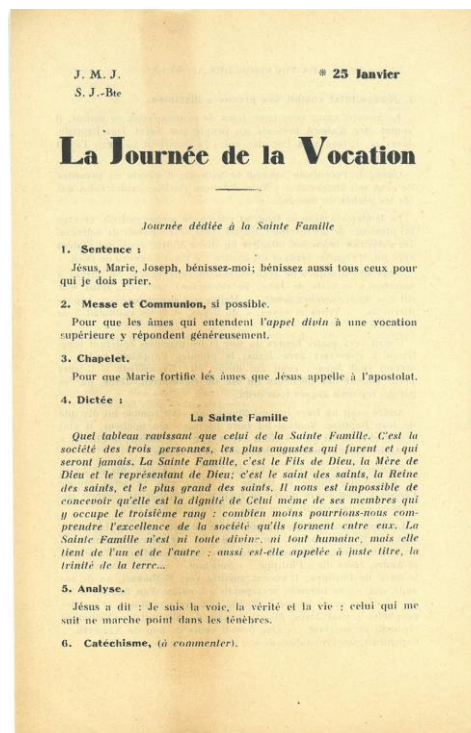 J. M. J.
* 25 Janvier
S. J.-Bte
La Journée de la Vocation
Journée dédiée à la Sainte Famille
1. Sentence :
Jésus, Marie, Joseph, bénissez-moi; bénissez aussi tous ceux pour
qui je dois prier.
2. Messe et Communion, si possible.
Pour que les âmes qui entendent l'appel divin à une vocation
supérieure y répondent généreusement.
3. Chapelet.
Pour que Marie fortifie les âmes que Jésus appelle à l'apostolat.
4. Dictée :
La Sainte Famille
Quel tableau ravissant que celui de la Sainte Famille. C'est la
société des trois personnes, les plus augustes qui furent et qui
seront jamais. La Sainte Famille, c'est le Fils de Dieu, la Mère de
Dieu et le représentant de Dieu; c'est le saint des saints, la Reine
des saints, et le plus grand des saints. Il nous est impossible de
concevoir qu'elle est la dignité de Celui même de ses membres qui
y occupe le troisième rang : combien moins pourrions-nous com-
prendre l'excellence de la société qu'ils forment entre eux. La
Sainte Famille n'est ni toute divine, ni tout humaine, mais elle
tient de l'un et de l'autre : aussi est-elle appelée à juste titre, la
trinité de la terre...
5. Analyse.
Jésus a dit : Je suis la voie, la vérité et la vie : celui qui me
suit ne marche point dans les ténèbres.
6. Catéchisme, (à commenter).